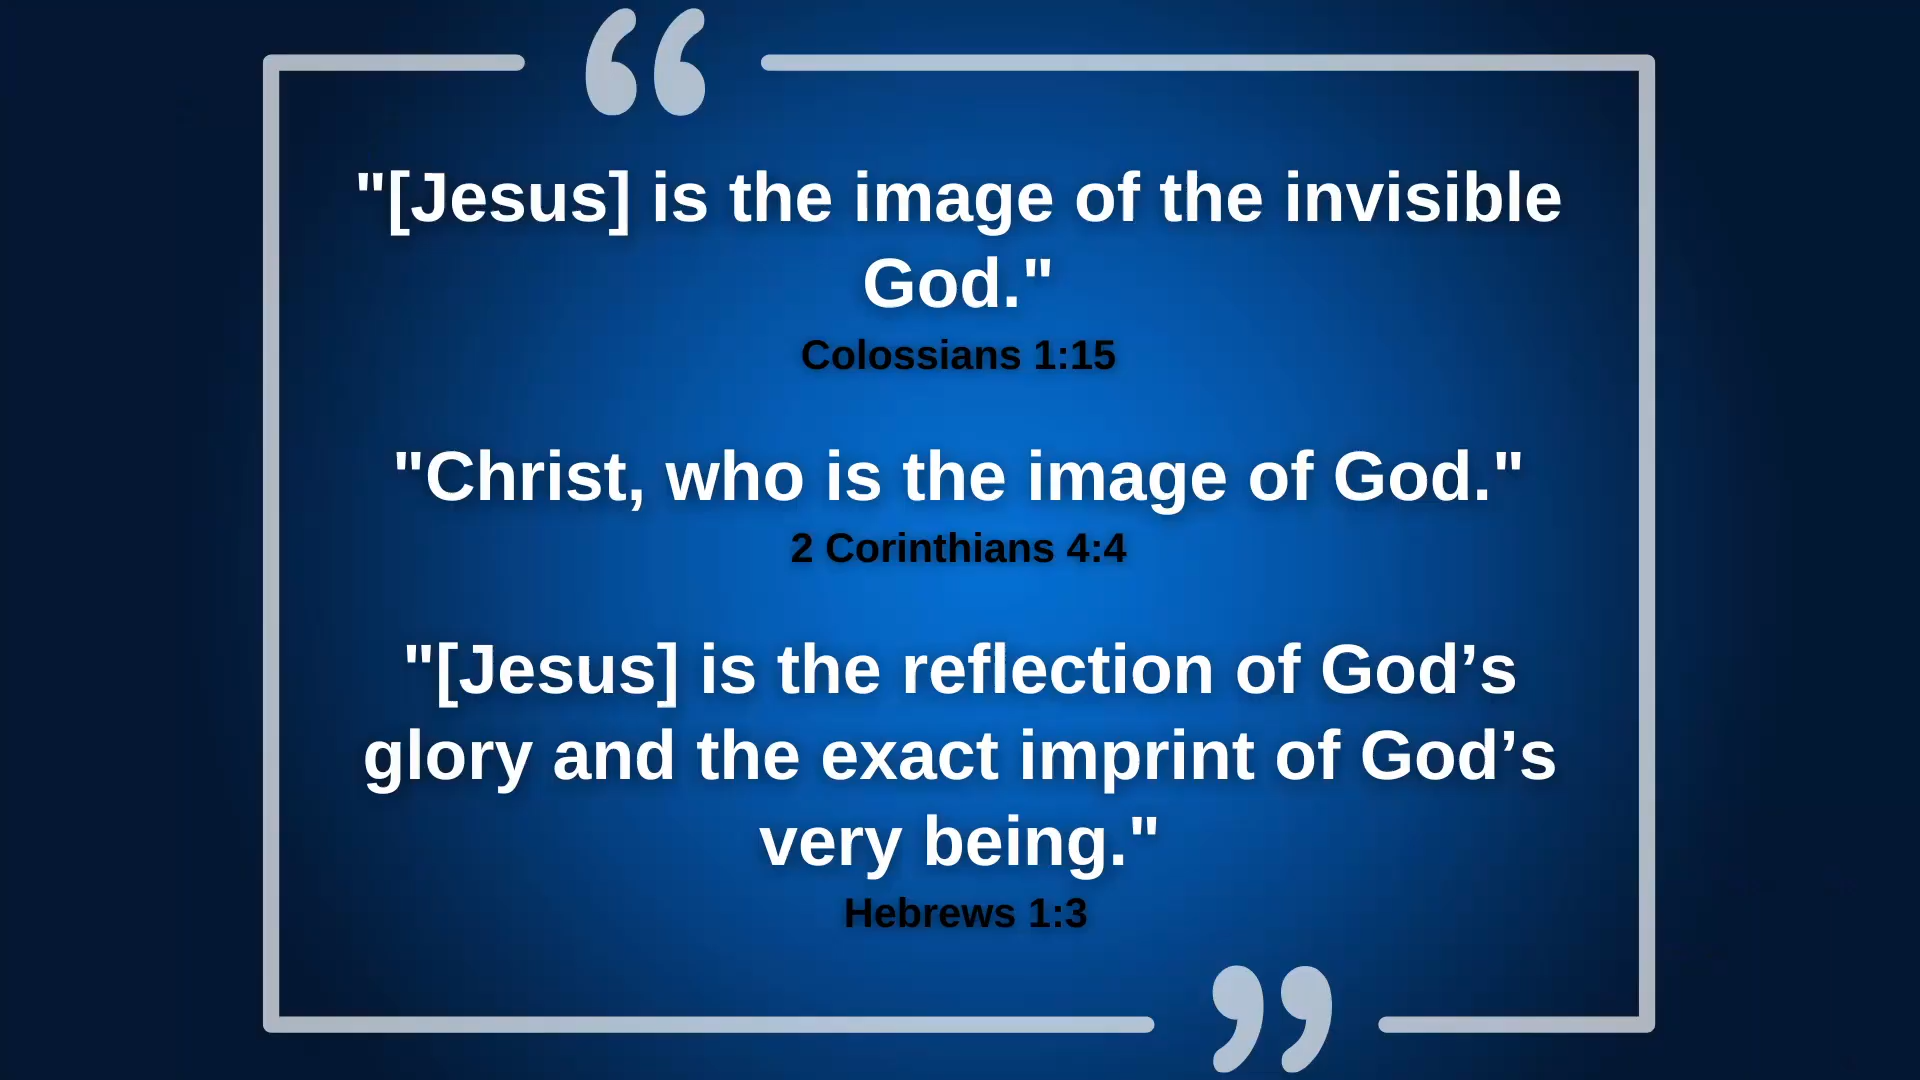 "[Jesus] is the image of the invisible
God."
Colossians 1:15
"Christ, who is the image of God."
2 Corinthians 4:4
"[Jesus] is the reflection of God’s
glory and the exact imprint of God’s
very being."
Hebrews 1:3